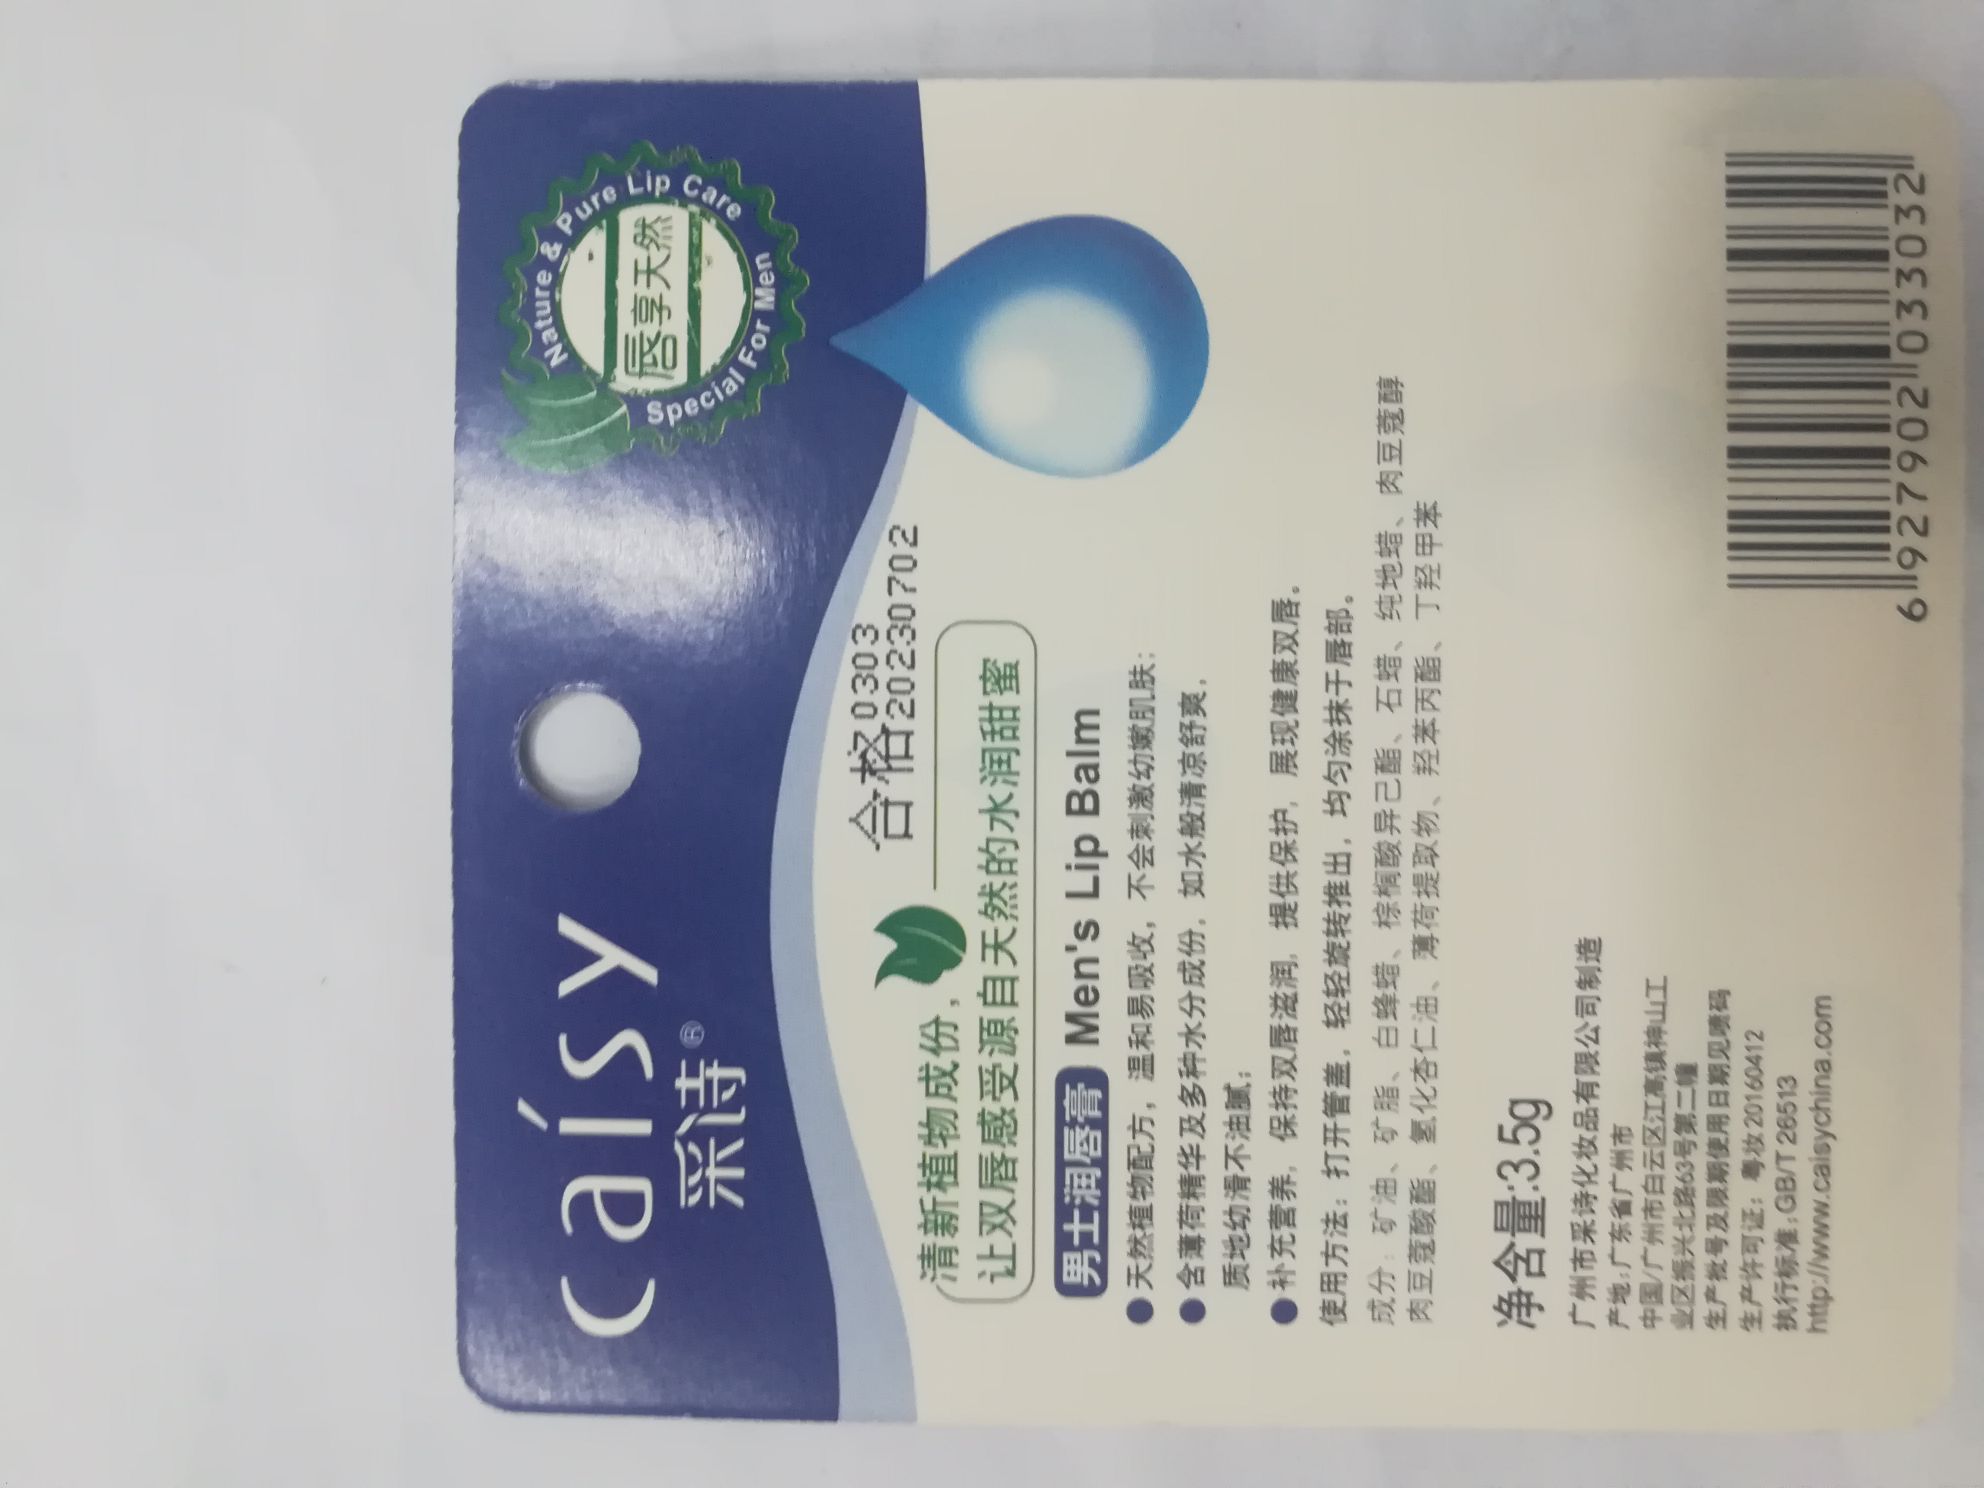 Nature & Pure Lip Care
唇享天然
Special For Men
caísy
采诗®
合格0303
20230702
清新植物成份，
让双唇感受源自天然的水润甜蜜
男士润唇膏 Men's Lip Balm
●天然植物配方，温和易吸收，不会刺激幼嫩肌肤；
●含薄荷精华及多种水分成份，如水般清凉舒爽，
质地幼滑不油腻；
●补充营养，保持双唇滋润，提供保护，展现健康双唇。
使用方法：打开管盖，轻轻旋转推出，均匀涂抹于唇部。
成分：矿油、矿脂、白蜂蜡、棕榈酸异己酯、石蜡、纯地蜡、肉豆蔻醇
肉豆蔻酸酯、氢化杏仁油、薄荷提取物、羟苯丙酯、丁羟甲苯
净含量:3.5g
广州市采诗化妆品有限公司制造
产地:广东省广州市
中国/广州市白云区江高镇神山工
业区振兴北路63号第二幢
生产批号及限期使用日期见喷码
生产许可证：粤妆20160412
执行标准:GB/T 26513
http://www.caisychina.com
6 927902 033032